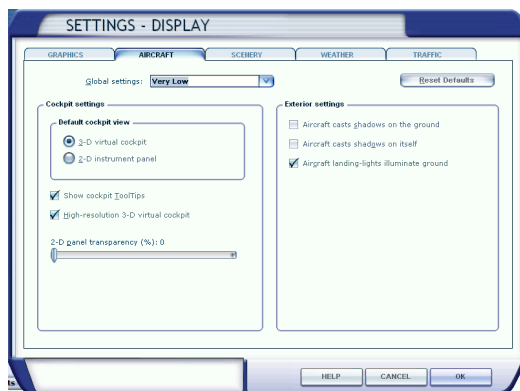 SETTINGS - DISPLAY
GRAPHICS AIRCRAFT SCENERY WEATHER TRAFFIC
Global settings: Very Low Reset Defaults
Cockpit settings
Default cockpit view
3-D virtual cockpit
2-D instrument panel
Show cockpit ToolTips
High-resolution 3-D virtual cockpit
2-D panel transparency (%): 0
Exterior settings
Aircraft casts shadows on the ground
Aircraft casts shadows on itself
Aircraft landing-lights illuminate ground
HELP CANCEL OK